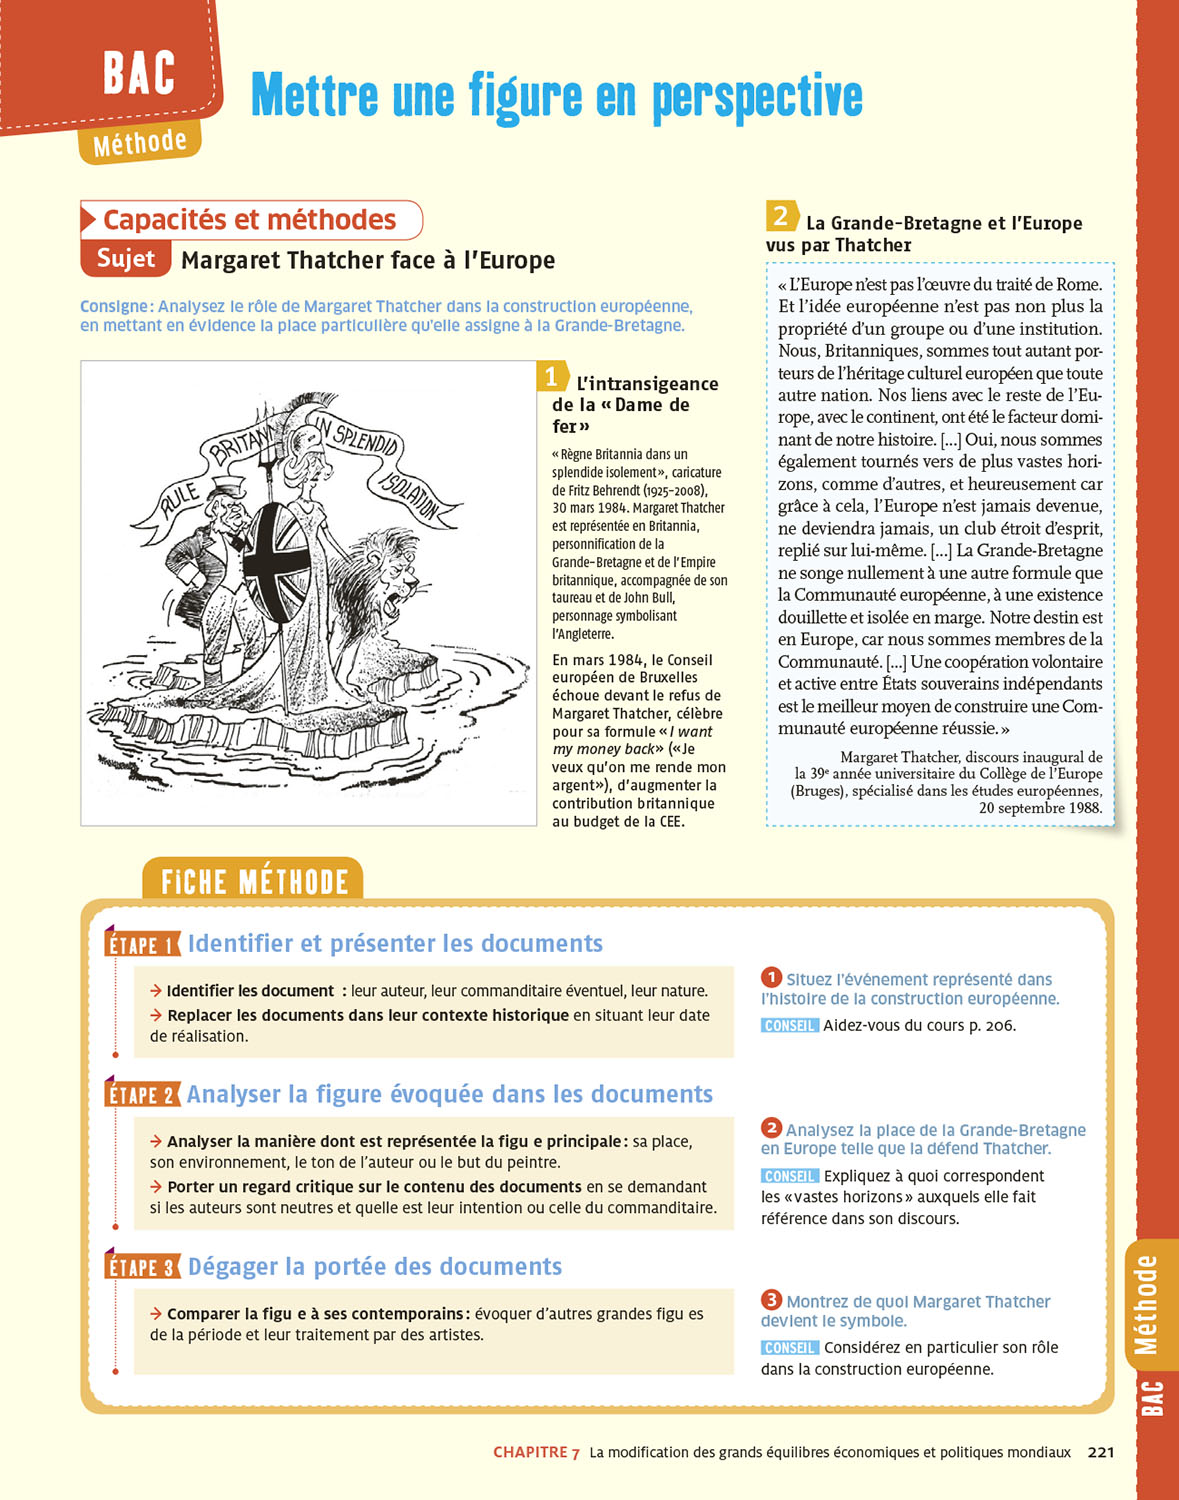 BAC
Méthode
Mettre une figure en perspective
Capacités et méthodes
Sujet Margaret Thatcher face à l'Europe
Consigne : Analysez le rôle de Margaret Thatcher dans la construction européenne,
en mettant en évidence la place particulière qu'elle assigne à la Grande-Bretagne.
RULE BRITANN IN SPLENDID ISOLATION
1 L'intransigeance
de la « Dame de
fer »
« Règne Britannia dans un
splendide isolement », caricature
de Fritz Behrendt (1925-2008),
30 mars 1984. Margaret Thatcher
est représentée en Britannia,
personnification de la
Grande-Bretagne et de l'Empire
britannique, accompagnée de son
taureau et de John Bull,
personnage symbolisant
l'Angleterre.
En mars 1984, le Conseil
européen de Bruxelles
échoue devant le refus de
Margaret Thatcher, célèbre
pour sa formule « I want
my money back » (« Je
veux qu'on me rende mon
argent »), d'augmenter la
contribution britannique
au budget de la CEE.
2 La Grande-Bretagne et l'Europe
vus par Thatcher
« L'Europe n'est pas l'œuvre du traité de Rome.
Et l'idée européenne n'est pas non plus la
propriété d'un groupe ou d'une institution.
Nous, Britanniques, sommes tout autant por-
teurs de l'héritage culturel européen que toute
autre nation. Nos liens avec le reste de l'Eu-
rope, avec le continent, ont été le facteur domi-
nant de notre histoire. [...] Oui, nous sommes
également tournés vers de plus vastes hori-
zons, comme d'autres, et heureusement car
grâce à cela, l'Europe n'est jamais devenue,
ne deviendra jamais, un club étroit d'esprit,
replié sur lui-même. [...] La Grande-Bretagne
ne songe nullement à une autre formule que
la Communauté européenne, à une existence
douillette et isolée en marge. Notre destin est
en Europe, car nous sommes membres de la
Communauté. [...] Une coopération volontaire
et active entre États souverains indépendants
est le meilleur moyen de construire une Com-
munauté européenne réussie. »
Margaret Thatcher, discours inaugural de
la 39e année universitaire du Collège de l'Europe
(Bruges), spécialisé dans les études européennes,
20 septembre 1988.
FICHE MÉTHODE
ÉTAPE 1 Identifier et présenter les documents
→ Identifier les document : leur auteur, leur commanditaire éventuel, leur nature.
→ Replacer les documents dans leur contexte historique en situant leur date
de réalisation.
1 Situez l'événement représenté dans
l'histoire de la construction européenne.
CONSEIL Aidez-vous du cours p. 206.
ÉTAPE 2 Analyser la figure évoquée dans les documents
→ Analyser la manière dont est représentée la figu e principale : sa place,
son environnement, le ton de l'auteur ou le but du peintre.
→ Porter un regard critique sur le contenu des documents en se demandant
si les auteurs sont neutres et quelle est leur intention ou celle du commanditaire.
2 Analysez la place de la Grande-Bretagne
en Europe telle que la défend Thatcher.
CONSEIL Expliquez à quoi correspondent
les « vastes horizons » auxquels elle fait
référence dans son discours.
ÉTAPE 3 Dégager la portée des documents
→ Comparer la figu e à ses contemporains : évoquer d'autres grandes figu es
de la période et leur traitement par des artistes.
3 Montrez de quoi Margaret Thatcher
devient le symbole.
CONSEIL Considérez en particulier son rôle
dans la construction européenne.
Méthode
BAC
CHAPITRE 7 La modification des grands équilibres économiques et politiques mondiaux 221